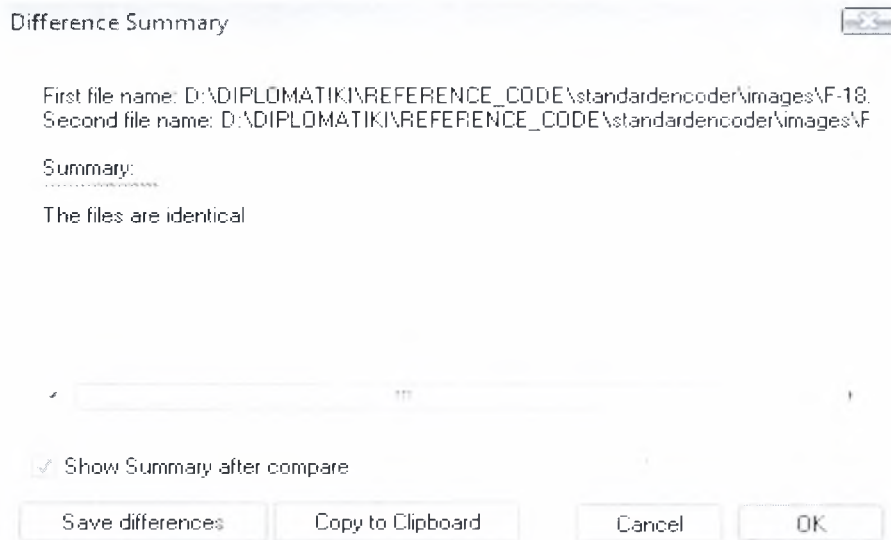 Difference Summary
First file name: D:\DIPLOMATIKI\REFERENCE_CODE\standardencoder\images\F-18.
Second file name: D:\DIPLOMATIKI\REFERENCE_CODE\standardencoder\images\F
Summary:
The files are identical
Show Summary after compare
Save differences
Copy to Clipboard
Cancel
OK